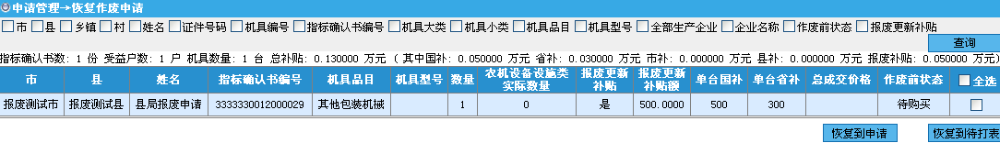 申请管理→恢复作废申请
市 县 乡镇 村 姓名 证件号码 机具编号 指标确认书编号 机具大类 机具小类 机具品目 机具型号 全部生产企业 企业名称 作废前状态 报废更新补贴
查询
指标确认书数: 1 份 受益户数: 1 户 机具数量: 1 台 总补贴: 0.130000 万元 ( 其中国补: 0.050000 万元 省补: 0.030000 万元 市补: 0.000000 万元 县补: 0.000000 万元 报废补贴: 0.050000 万元)
市 县 姓名 指标确认书编号 机具品目 机具型号 数量 农机设备设施类实际数量 报废更新补贴 报废更新补贴额 单台国补 单台省补 总成交价格 作废前状态 全选
报废测试市 报废测试县 县局报废申请 3333330012000029 其他包装机械 1 0 是 500.0000 500 300 待购买
恢复到申请 恢复到待打表